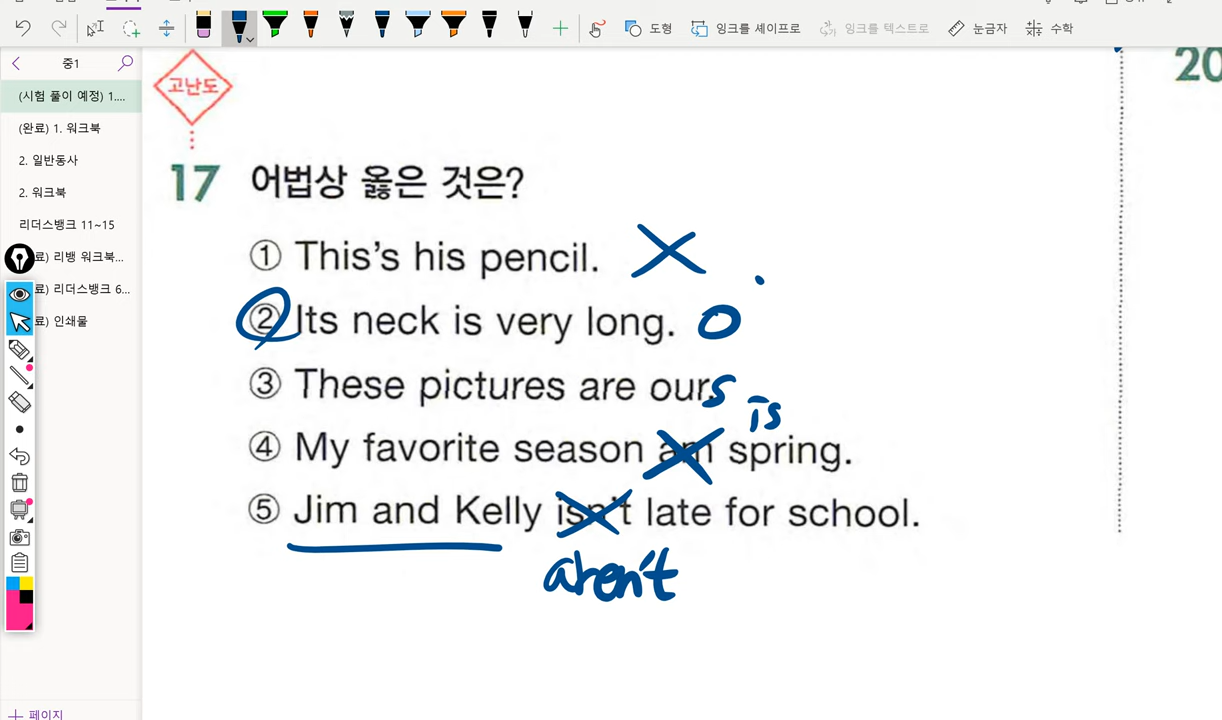 도형
잉크를 셰이프로
잉크를 텍스트로
눈금자
수학
중1
(시험 풀이 예정) 1....
(완료) 1. 워크북
2. 일반동사
2. 워크북
리더스뱅크 11~15
료) 리뱅 워크북...
료) 리더스뱅크 6...
료) 인쇄물
페이지
고난도
20
17 어법상 옳은 것은?
① This's his pencil. X
② Its neck is very long. O
③ These pictures are ours
is
④ My favorite season am spring.
⑤ Jim and Kelly isn't late for school.
aren't